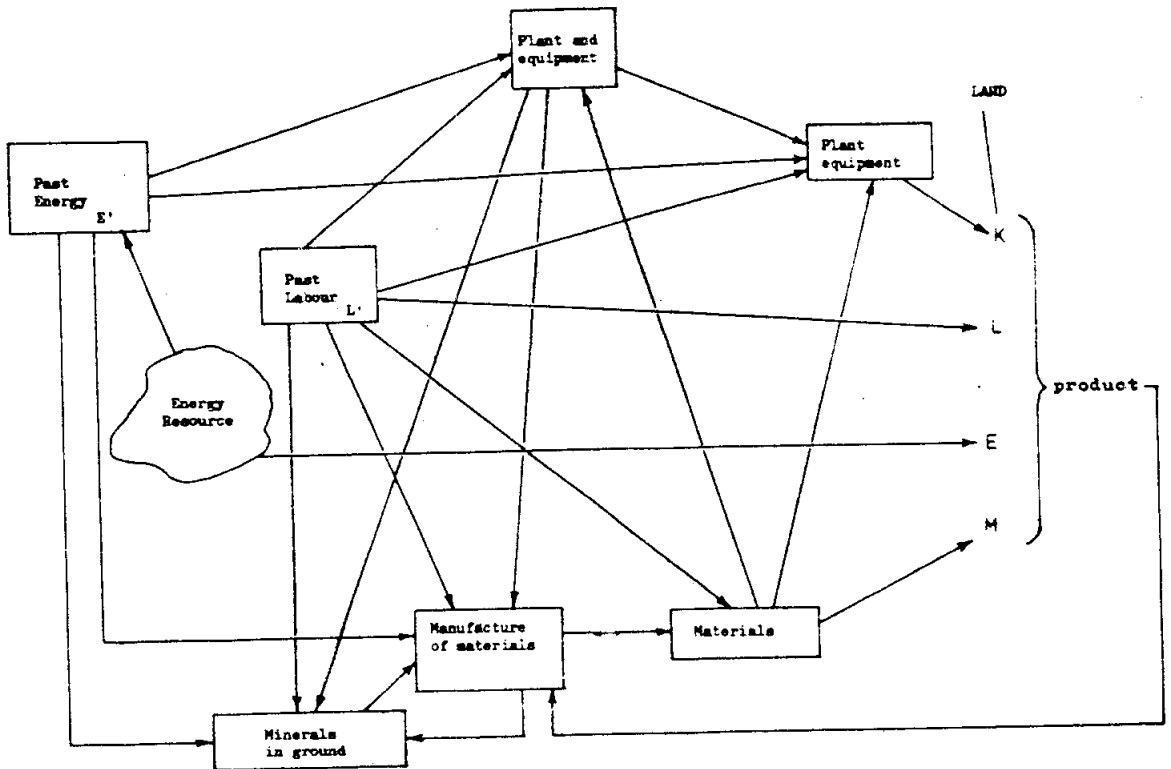 Plant and
equipment
LAND
Plant
equipment
Past
Energy
E'
K
Past
Labour
L'
L
product
Energy
Resource
E
M
Manufacture
of materials
Materials
Minerals
in ground